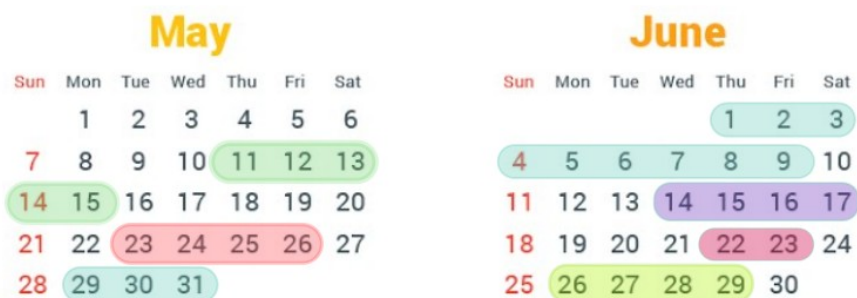 May
Sun Mon Tue Wed Thu Fri Sat
1 2 3 4 5 6
7 8 9 10 11 12 13
14 15 16 17 18 19 20
21 22 23 24 25 26 27
28 29 30 31
June
Sun Mon Tue Wed Thu Fri Sat
1 2 3
4 5 6 7 8 9 10
11 12 13 14 15 16 17
18 19 20 21 22 23 24
25 26 27 28 29 30